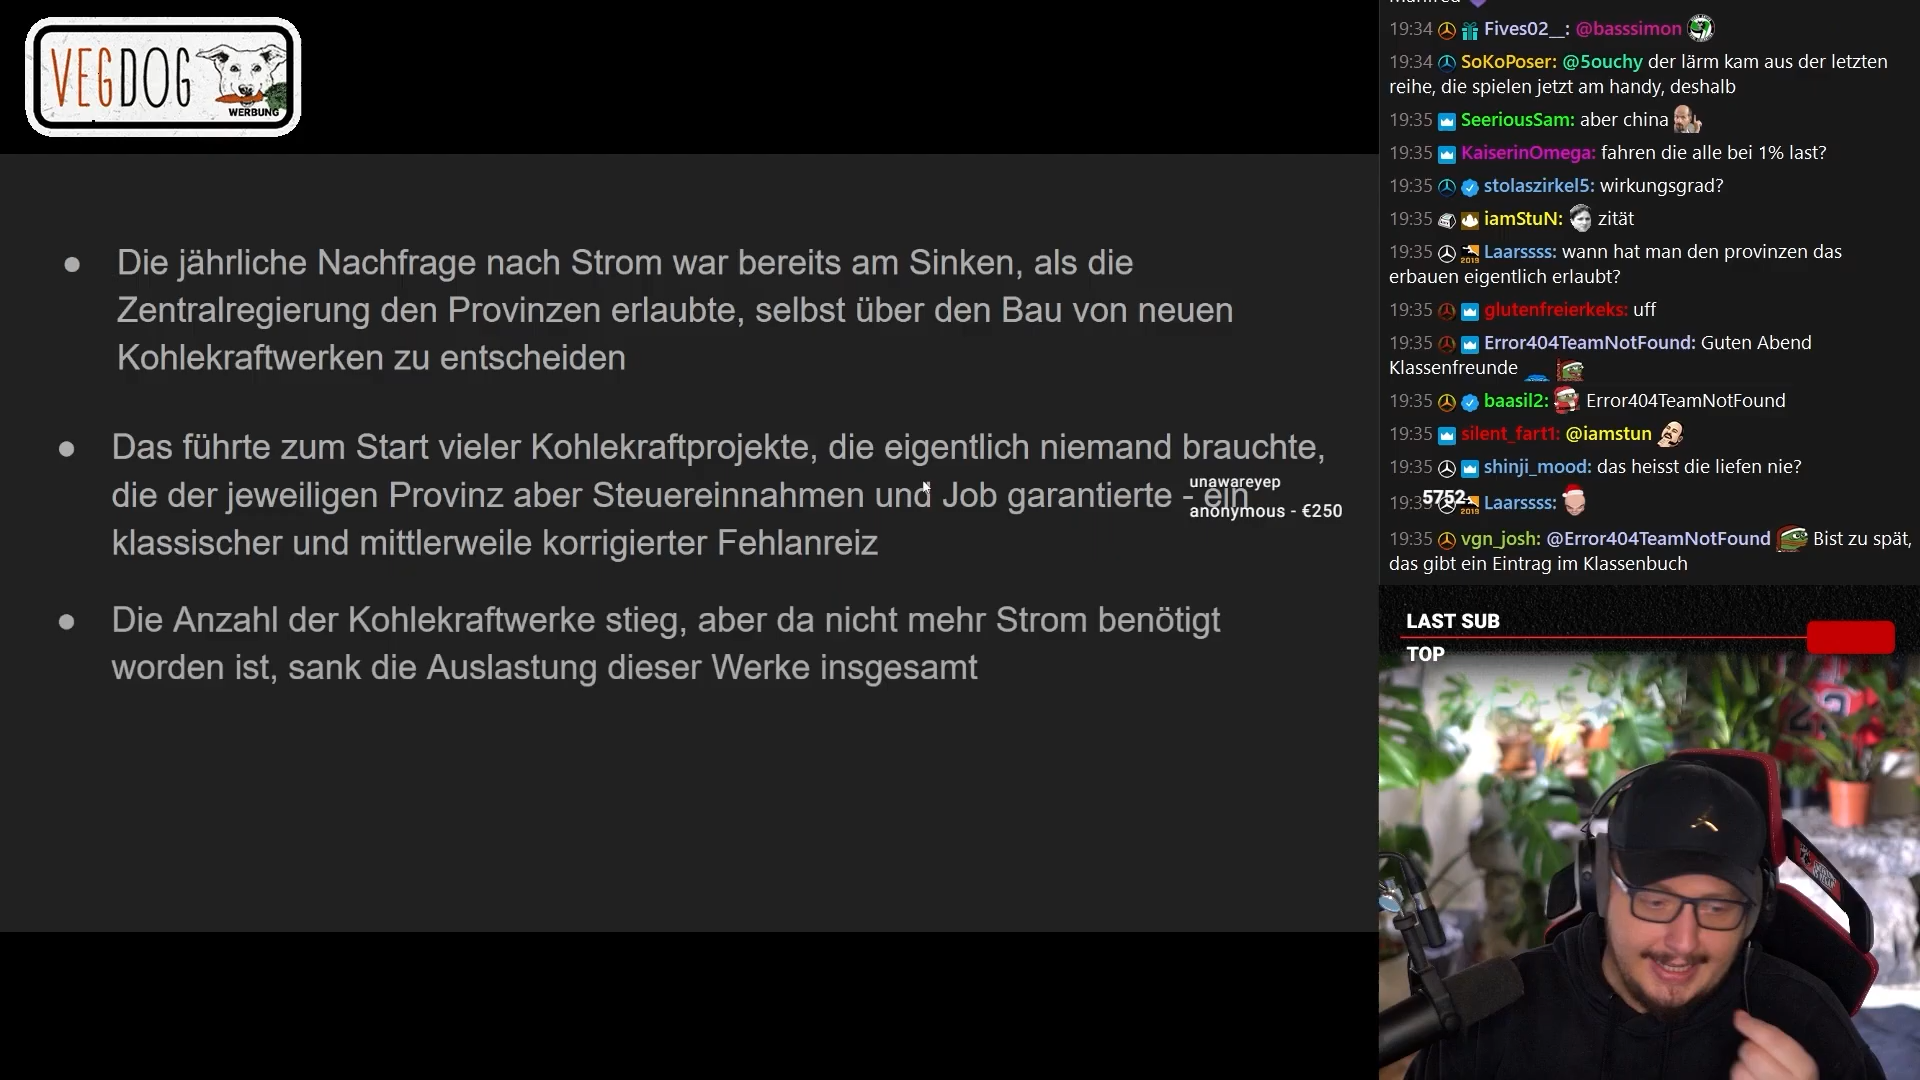 VEGDOG
WERBUNG
Die jährliche Nachfrage nach Strom war bereits am Sinken, als die
Zentralregierung den Provinzen erlaubte, selbst über den Bau von neuen
Kohlekraftwerken zu entscheiden
Das führte zum Start vieler Kohlekraftprojekte, die eigentlich niemand brauchte,
die der jeweiligen Provinz aber Steuereinnahmen und Job garantierte - ein
klassischer und mittlerweile korrigierter Fehlanreiz
Die Anzahl der Kohlekraftwerke stieg, aber da nicht mehr Strom benötigt
worden ist, sank die Auslastung dieser Werke insgesamt
unawareyep
anonymous - €250
19:34 Fives02__: @basssimon
19:34 SoKoPoser: @5ouchy der lärm kam aus der letzten
reihe, die spielen jetzt am handy, deshalb
19:35 SeeriousSam: aber china
19:35 KaiserinOmega: fahren die alle bei 1% last?
19:35 stolaszirkel5: wirkungsgrad?
19:35 iamStuN: zität
19:35 2019 Laarssss: wann hat man den provinzen das
erbauen eigentlich erlaubt?
19:35 glutenfreierkeks: uff
19:35 Error404TeamNotFound: Guten Abend
Klassenfreunde
19:35 baasil2: Error404TeamNotFound
19:35 silent_fart1: @iamstun
19:35 shinji_mood: das heisst die liefen nie?
19:35 2019 Laarssss:
5752
19:35 vgn_josh: @Error404TeamNotFound Bist zu spät,
das gibt ein Eintrag im Klassenbuch
LAST SUB
TOP